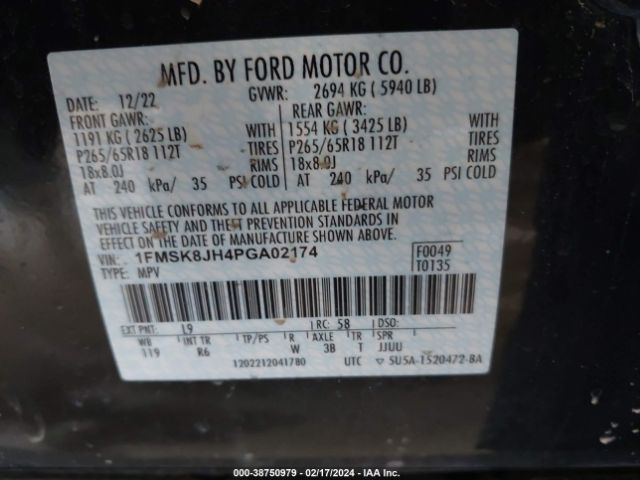 MFD. BY FORD MOTOR CO.
DATE: 12/22 GVWR: 2694 KG ( 5940 LB)
FRONT GAWR: REAR GAWR:
1191 KG ( 2625 LB) WITH 1554 KG ( 3425 LB) WITH
P265/65R18 112T TIRES P265/65R18 112T TIRES
18x8.0J RIMS 18x8.0J RIMS
AT 240 kPa/ 35 PSI COLD AT 240 kPa/ 35 PSI COLD
THIS VEHICLE CONFORMS TO ALL APPLICABLE FEDERAL MOTOR
VEHICLE SAFETY AND THEFT PREVENTION STANDARDS IN
EFFECT ON THE DATE OF MANUFACTURE SHOWN ABOVE.
VIN: 1FMSK8JH4PGA02174 F0049
TYPE: MPV T0135
EXT PNT: L9 RC: 58 DSO:
WB INT TR TP/PS R AXLE TR SPR
119 R6 W 3B T JJUU
1202212041780 UTC ▽ SU5A-1520472-BA
000-38750979 - 02/17/2024 - IAA Inc.